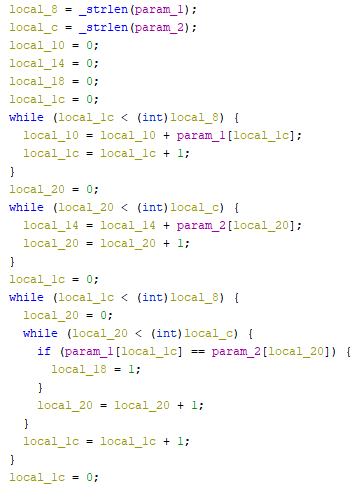 local_8 = _strlen(param_1);
local_c = _strlen(param_2);
local_10 = 0;
local_14 = 0;
local_18 = 0;
local_1c = 0;
while (local_1c < (int)local_8) {
  local_10 = local_10 + param_1[local_1c];
  local_1c = local_1c + 1;
}
local_20 = 0;
while (local_20 < (int)local_c) {
  local_14 = local_14 + param_2[local_20];
  local_20 = local_20 + 1;
}
local_1c = 0;
while (local_1c < (int)local_8) {
  local_20 = 0;
  while (local_20 < (int)local_c) {
    if (param_1[local_1c] == param_2[local_20]) {
      local_18 = 1;
    }
    local_20 = local_20 + 1;
  }
  local_1c = local_1c + 1;
}
local_1c = 0;